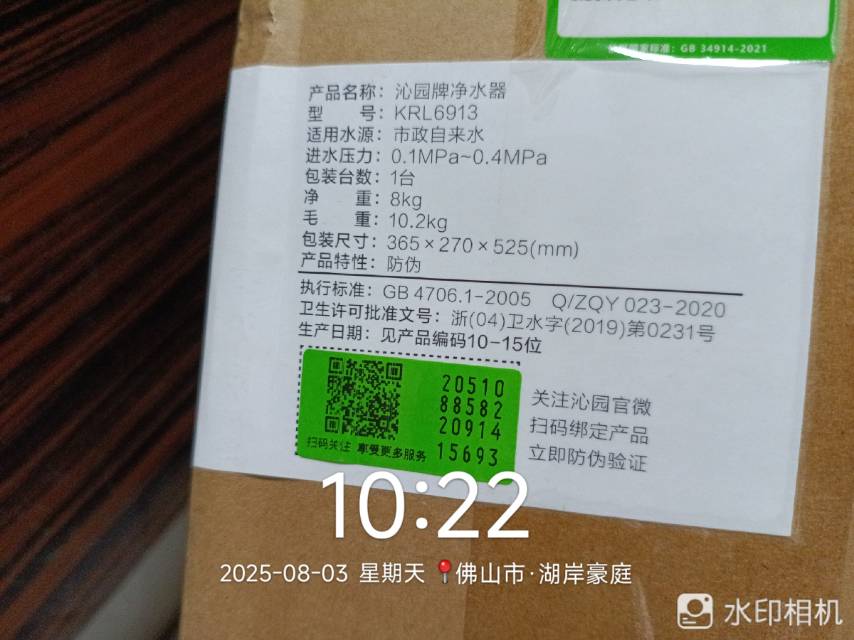 国家标准：GB 34914-2021
产品名称：沁园牌净水器
型 号：KRL6913
适用水源：市政自来水
进水压力：0.1MPa~0.4MPa
包装台数：1台
净 重：8kg
毛 重：10.2kg
包装尺寸：365×270×525(mm)
产品特性：防伪
执行标准：GB 4706.1-2005 Q/ZQY 023-2020
卫生许可批准文号：浙(04)卫水字(2019)第0231号
生产日期：见产品编码10-15位
20510
88582
20914
15693
扫码关注 享受更多服务
关注沁园官微
扫码绑定产品
立即防伪验证
10:22
2025-08-03 星期天 佛山市·湖岸豪庭
水印相机